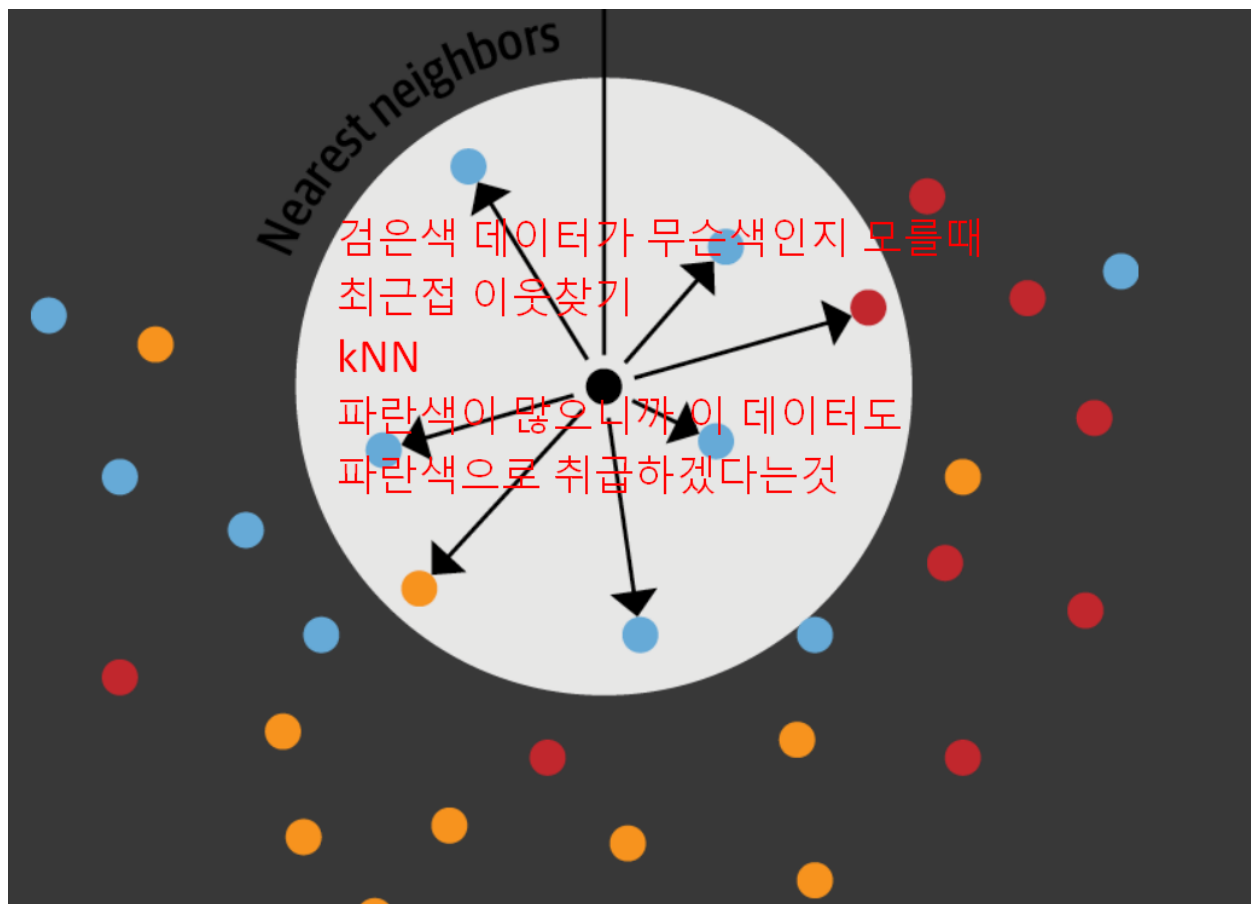 Nearest neighbors
검은색 데이터가 무슨색인지 모를때
최근접 이웃찾기
kNN
파란색이 많으니까 이 데이터도
파란색으로 취급하겠다는것